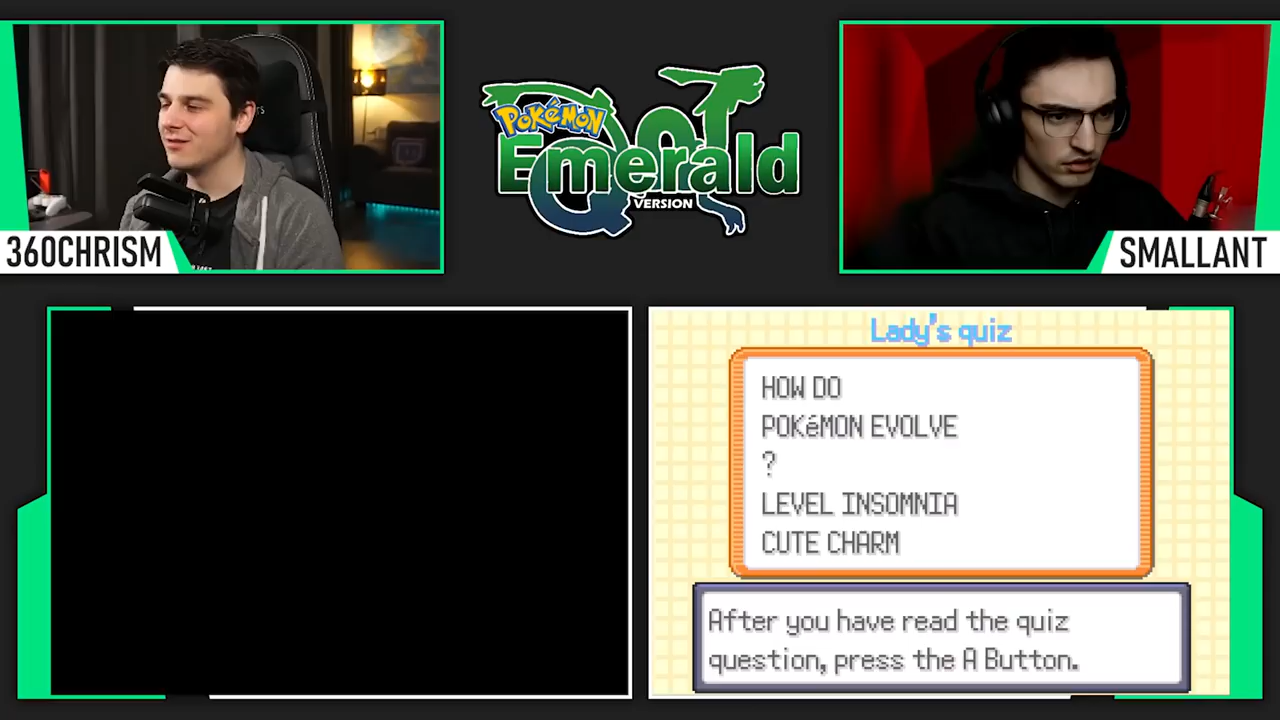 POKéMON
Emerald
VERSION
360CHRISM
SMALLANT
Lady's quiz
HOW DO
POKéMON EVOLVE
?
LEVEL INSOMNIA
CUTE CHARM
After you have read the quiz
question, press the A Button.